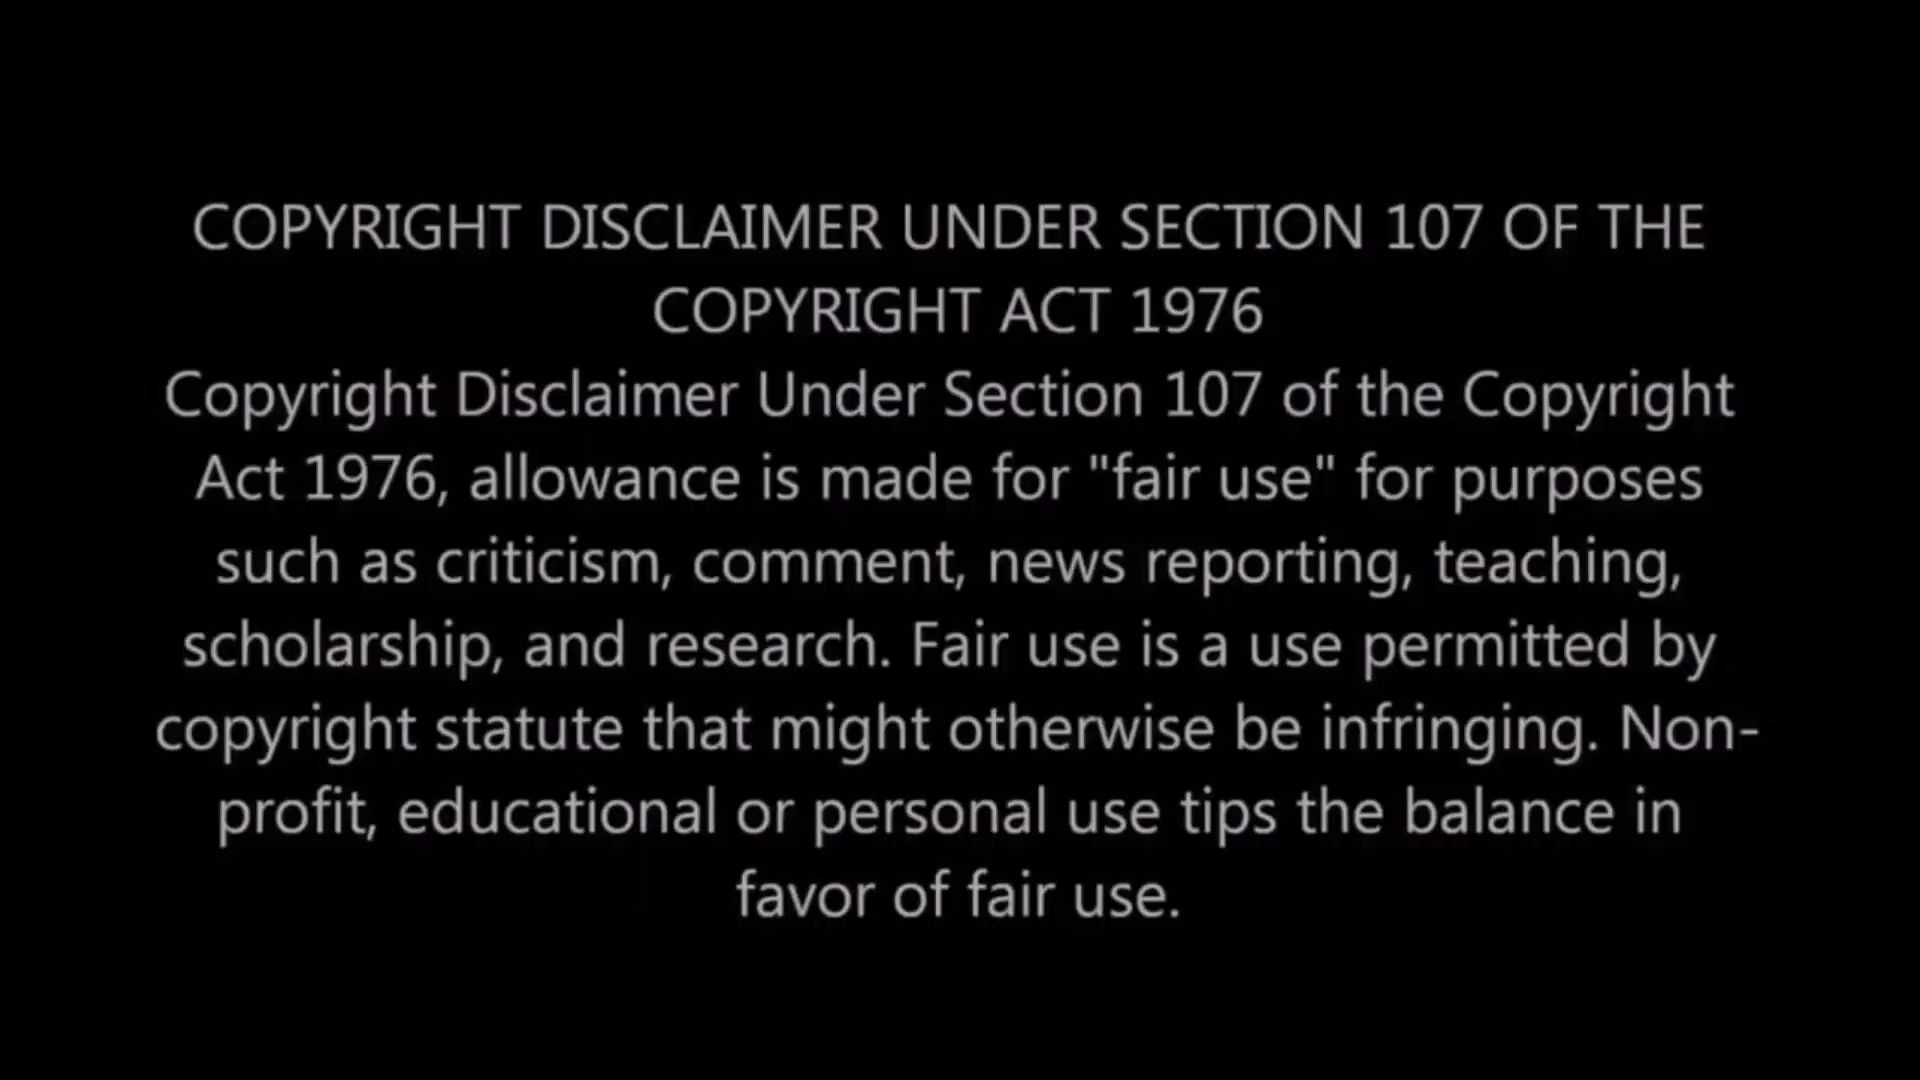 COPYRIGHT DISCLAIMER UNDER SECTION 107 OF THE
COPYRIGHT ACT 1976
Copyright Disclaimer Under Section 107 of the Copyright
Act 1976, allowance is made for "fair use" for purposes
such as criticism, comment, news reporting, teaching,
scholarship, and research. Fair use is a use permitted by
copyright statute that might otherwise be infringing. Non-
profit, educational or personal use tips the balance in
favor of fair use.